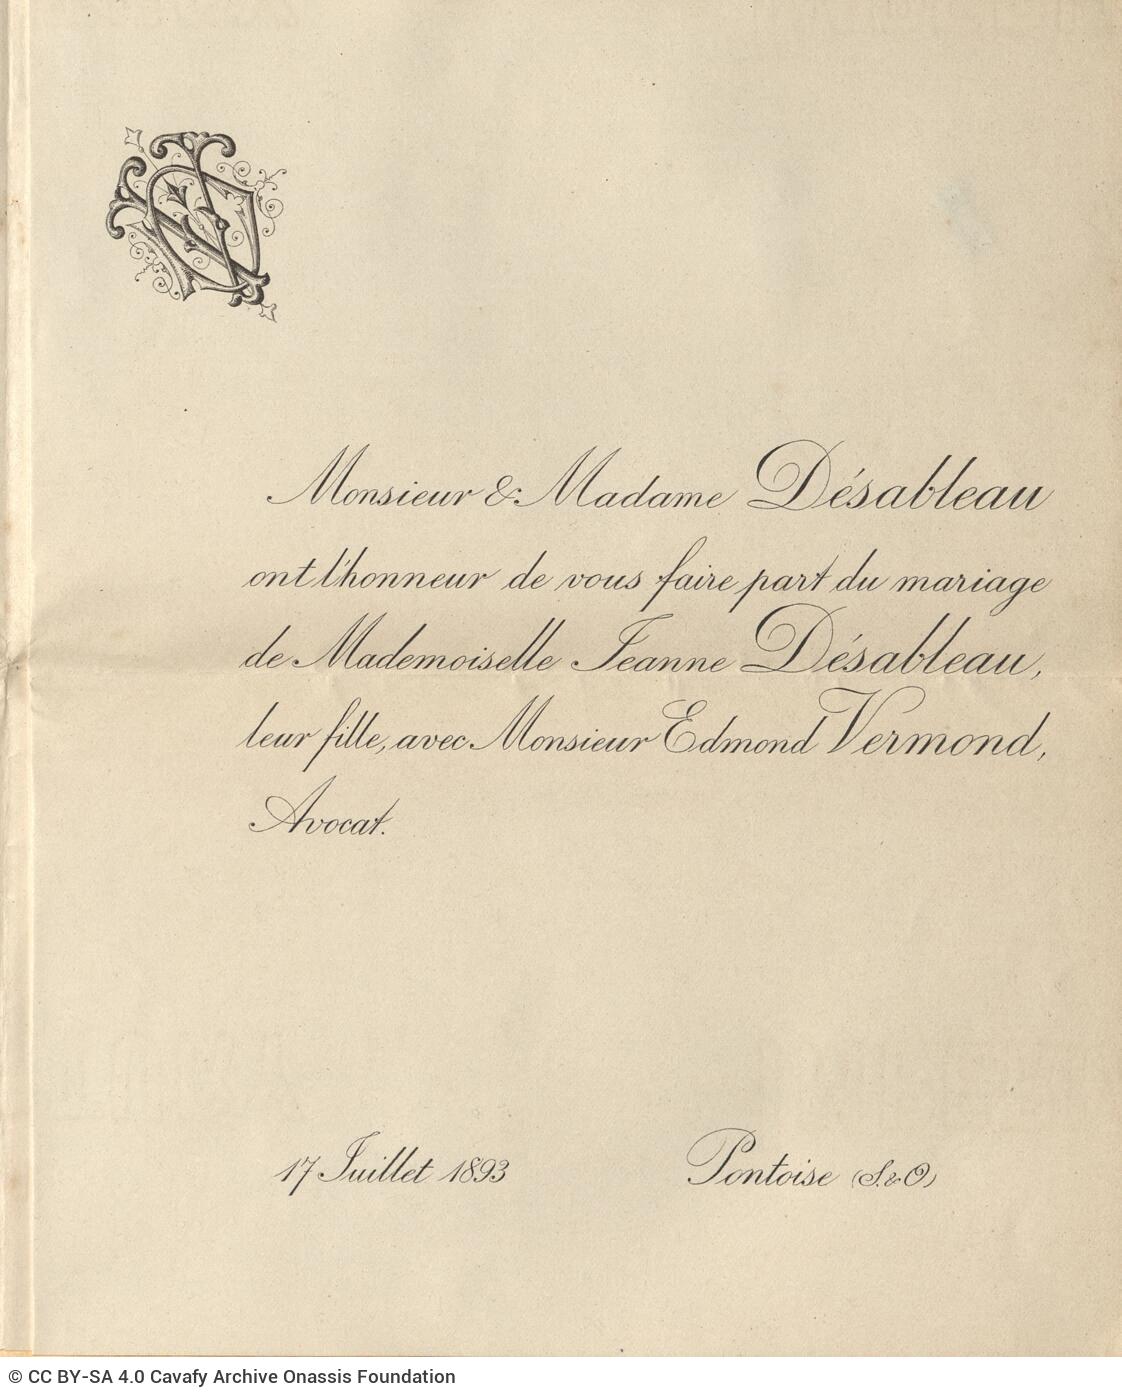 Monsieur & Madame Désableau
ont l'honneur de vous faire part du mariage
de Mademoiselle Jeanne Désableau,
leur fille, avec Monsieur Edmond Vermond,
Avocat.
17 Juillet 1893 Pontoise (S.&O)
© CC BY-SA 4.0 Cavafy Archive Onassis Foundation